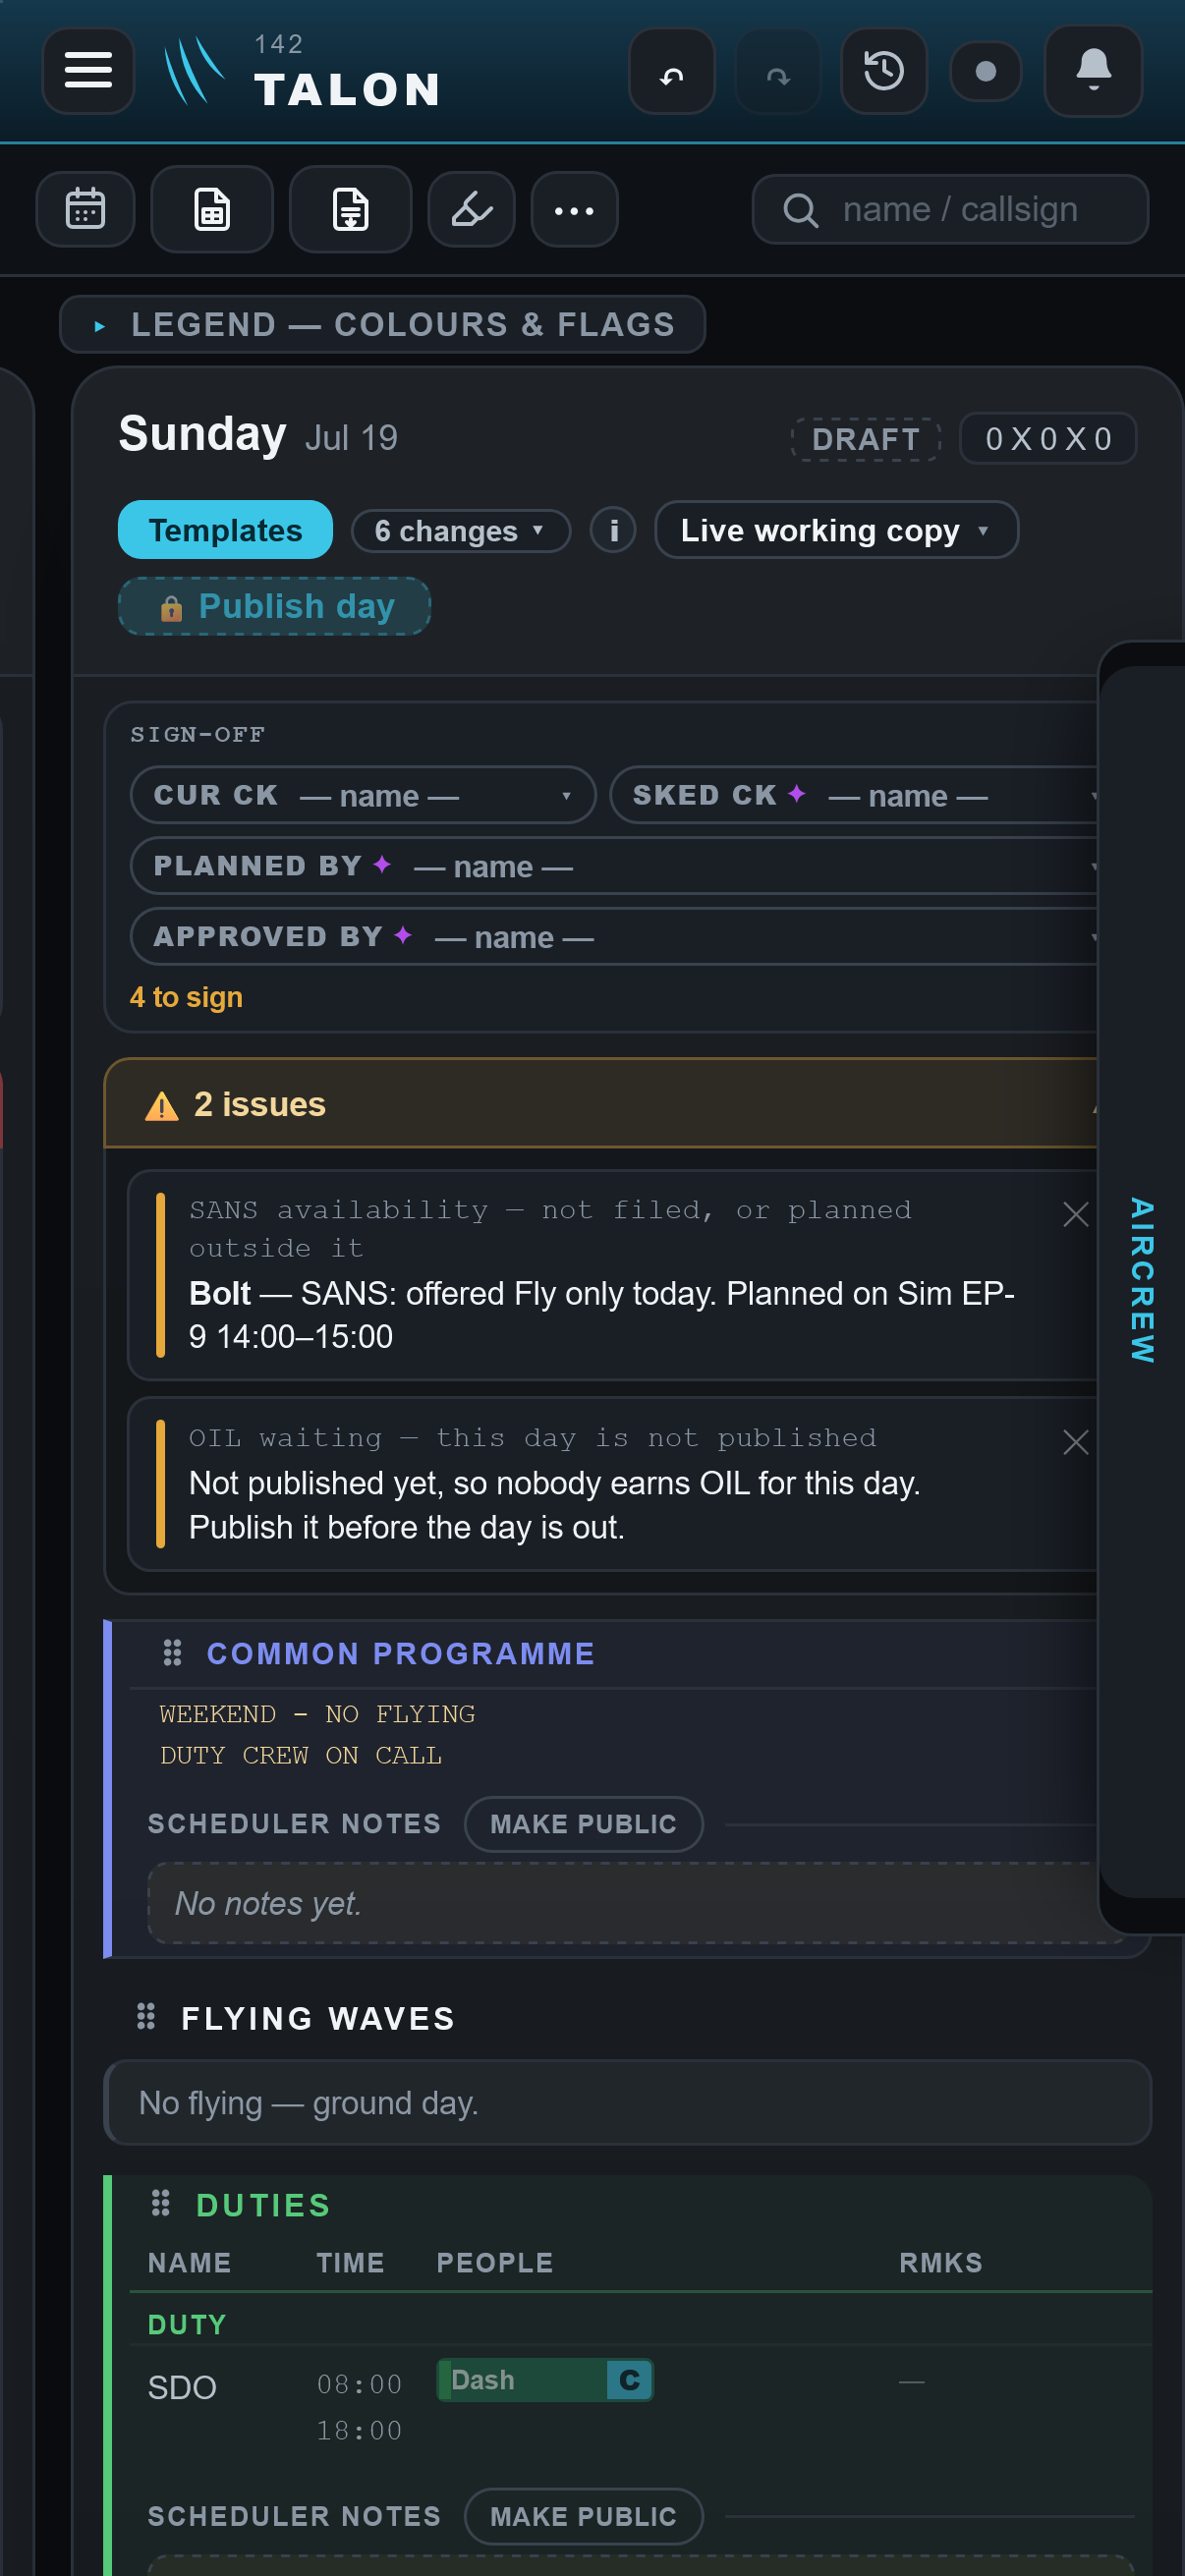 142
TALON
name / callsign
LEGEND — COLOURS & FLAGS
Sunday Jul 19
DRAFT
0 X 0 X 0
Templates
6 changes
i
Live working copy
Publish day
SIGN-OFF
CUR CK — name —
SKED CK — name —
PLANNED BY — name —
APPROVED BY — name —
4 to sign
2 issues
SANS availability — not filed, or planned
outside it
Bolt — SANS: offered Fly only today. Planned on Sim EP-
9 14:00–15:00
OIL waiting — this day is not published
Not published yet, so nobody earns OIL for this day.
Publish it before the day is out.
AIRCREW
COMMON PROGRAMME
WEEKEND - NO FLYING
DUTY CREW ON CALL
SCHEDULER NOTES MAKE PUBLIC
No notes yet.
FLYING WAVES
No flying — ground day.
DUTIES
NAME TIME PEOPLE RMKS
DUTY
SDO 08:00 Dash C —
18:00
SCHEDULER NOTES MAKE PUBLIC